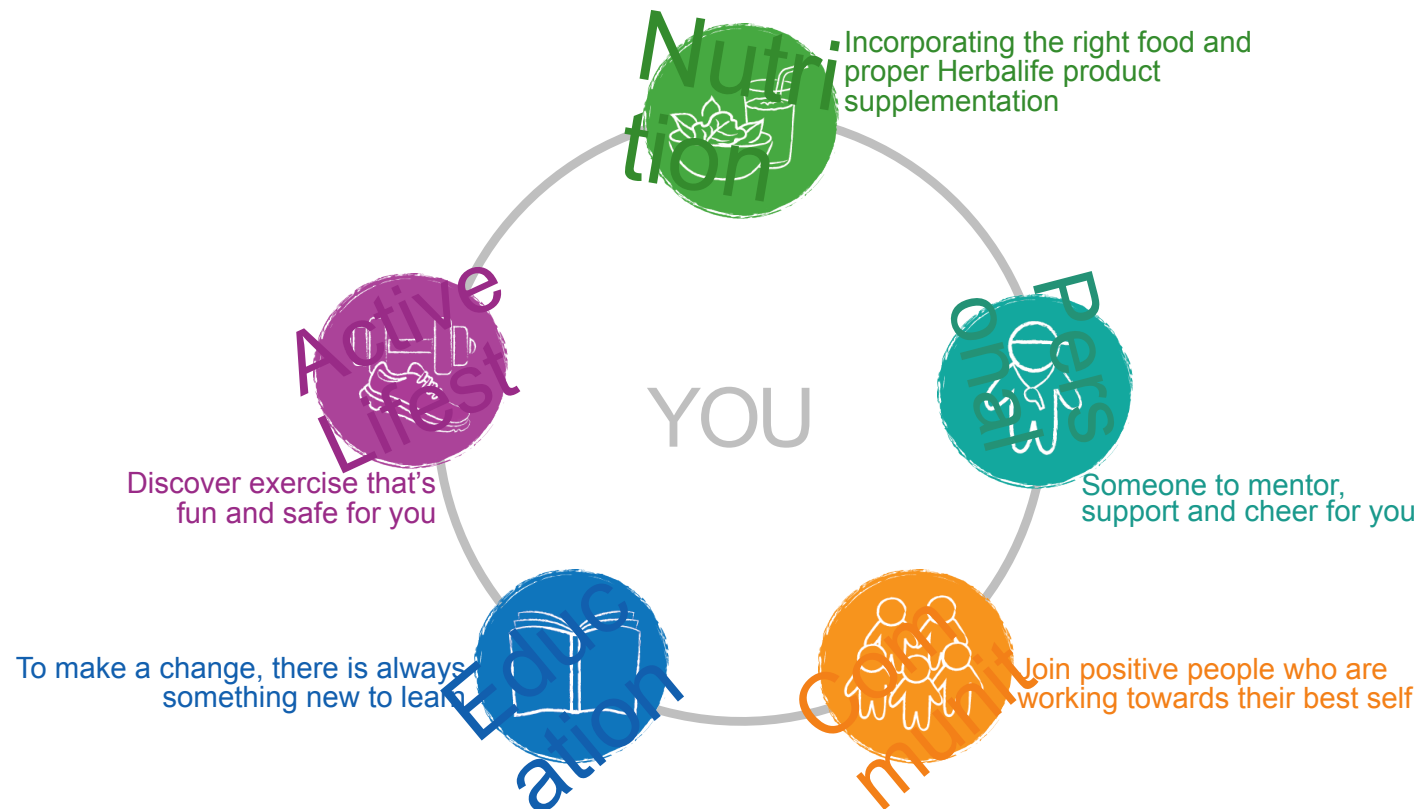 Nutri
tion
Incorporating the right food and
proper Herbalife product
supplementation
Pers
onal
Someone to mentor,
support and cheer for you
Com
munit
Join positive people who are
working towards their best self
Educ
ation
To make a change, there is always
something new to learn
Active
Lifest
Discover exercise that's
fun and safe for you
YOU